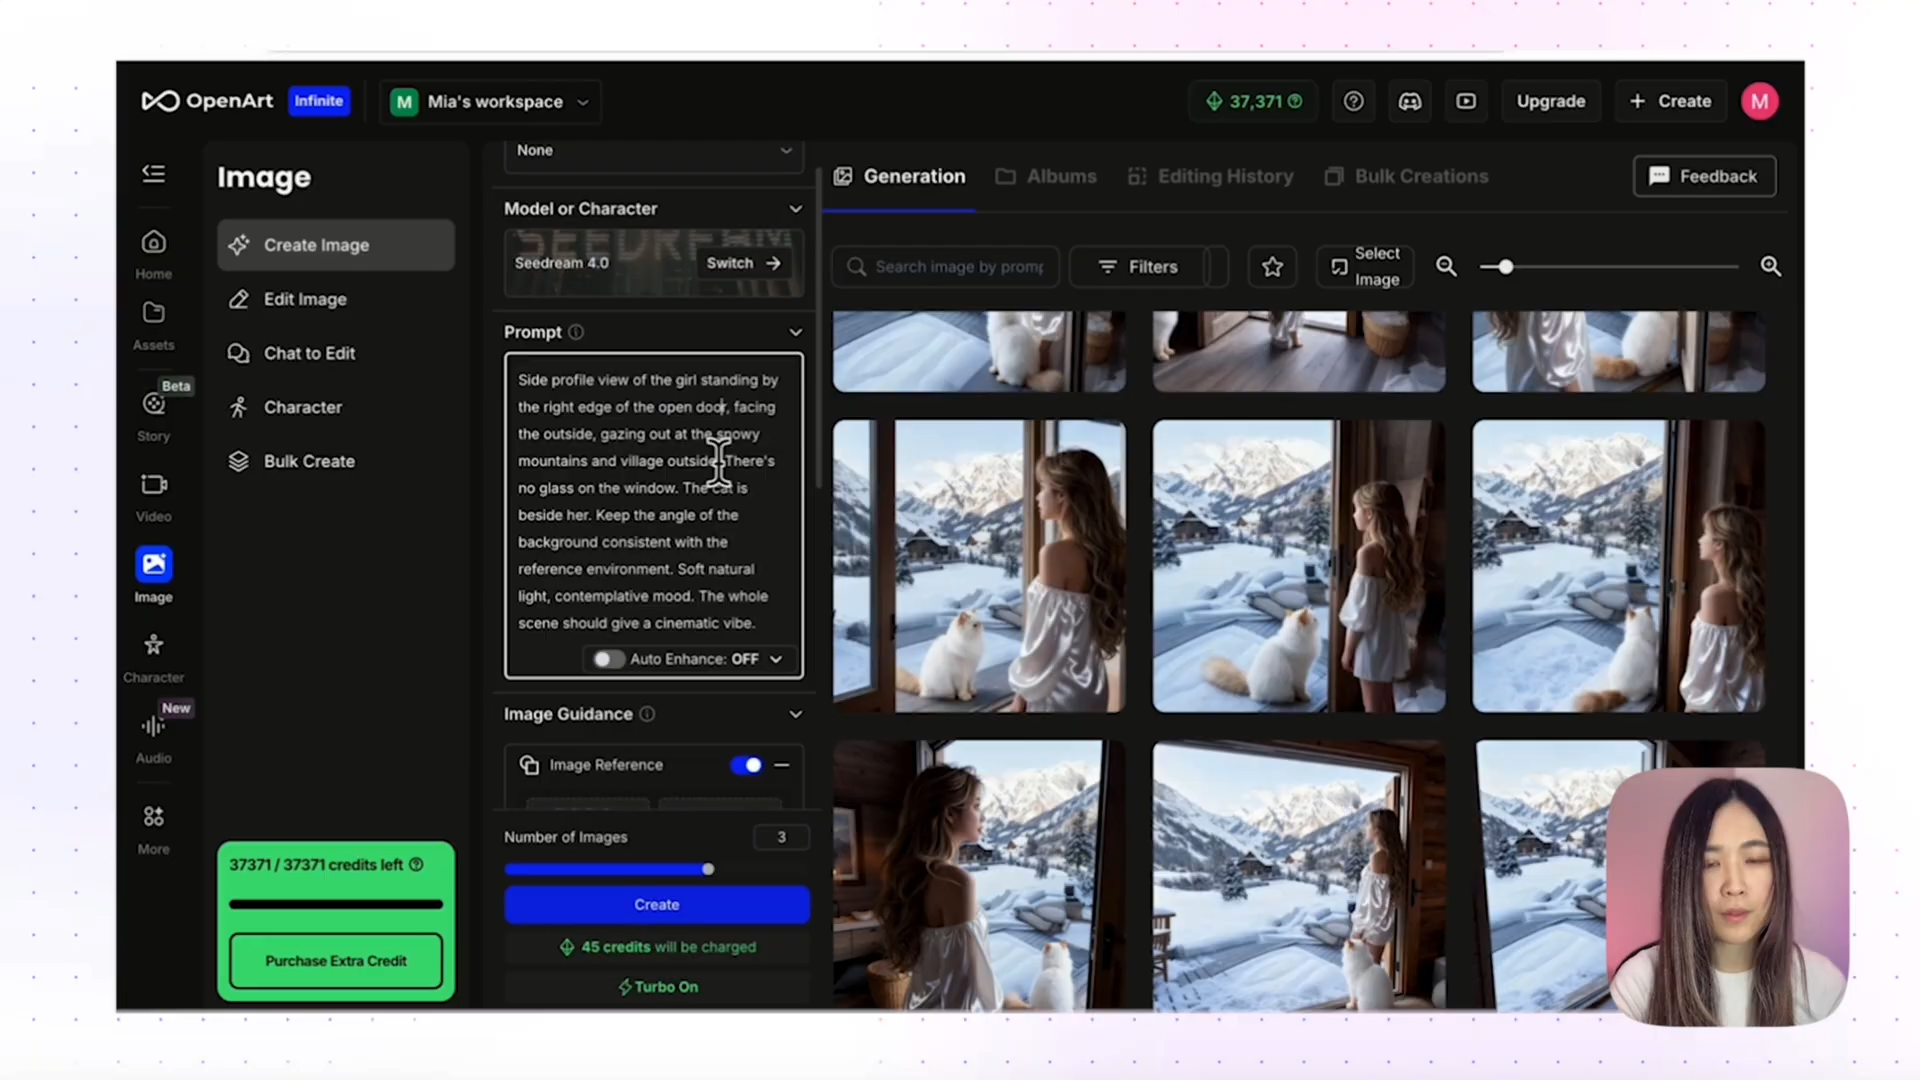 OpenArt
Infinite
M
Mia's workspace
37,371
Upgrade
+ Create
M
Image
Create Image
Edit Image
Chat to Edit
Character
Bulk Create
Home
Assets
Beta
Story
Video
Image
Character
New
Audio
More
37371 / 37371 credits left
Purchase Extra Credit
None
Model or Character
SEEDREAM
Seedream 4.0
Switch
Prompt
Side profile view of the girl standing by
the right edge of the open door, facing
the outside, gazing out at the snowy
mountains and village outside. There's
no glass on the window. The cat is
beside her. Keep the angle of the
background consistent with the
reference environment. Soft natural
light, contemplative mood. The whole
scene should give a cinematic vibe.
Auto Enhance: OFF
Image Guidance
Image Reference
Number of Images
3
Create
45 credits will be charged
Turbo On
Generation
Albums
Editing History
Bulk Creations
Feedback
Search image by promp
Filters
Select
Image